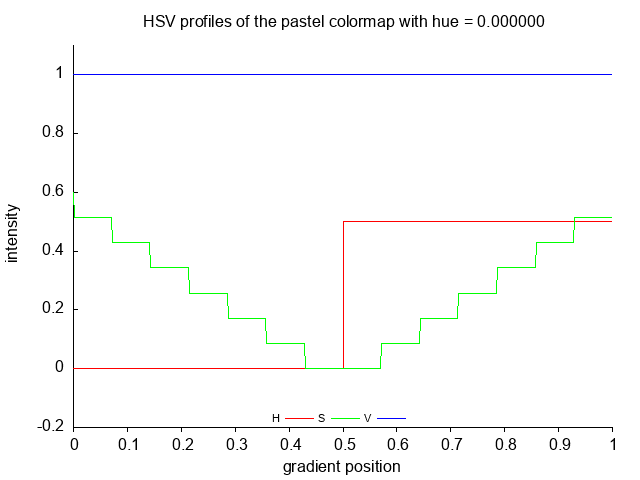 HSV profiles of the pastel colormap with hue = 0.000000
1
0.8
0.6
0.4
0.2
0
-0.2
intensity
H S V
0 0.1 0.2 0.3 0.4 0.5 0.6 0.7 0.8 0.9 1
gradient position